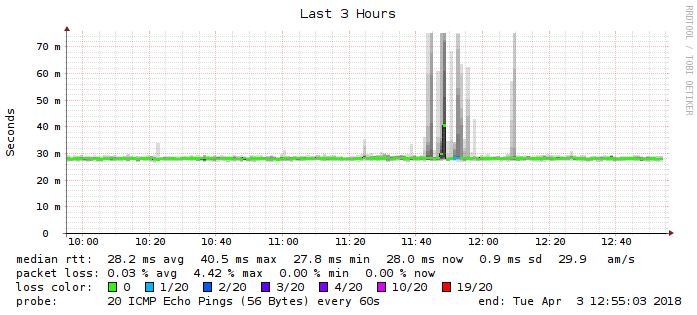 Last 3 Hours
RRDTOOL / TOBI OETIKER
Seconds
70 m
60 m
50 m
40 m
30 m
20 m
10 m
0
10:00 10:20 10:40 11:00 11:20 11:40 12:00 12:20 12:40
median rtt: 28.2 ms avg 40.5 ms max 27.8 ms min 28.0 ms now 0.9 ms sd 29.9 am/s
packet loss: 0.03 % avg 4.42 % max 0.00 % min 0.00 % now
loss color: 0 1/20 2/20 3/20 4/20 10/20 19/20
probe: 20 ICMP Echo Pings (56 Bytes) every 60s end: Tue Apr 3 12:55:03 2018